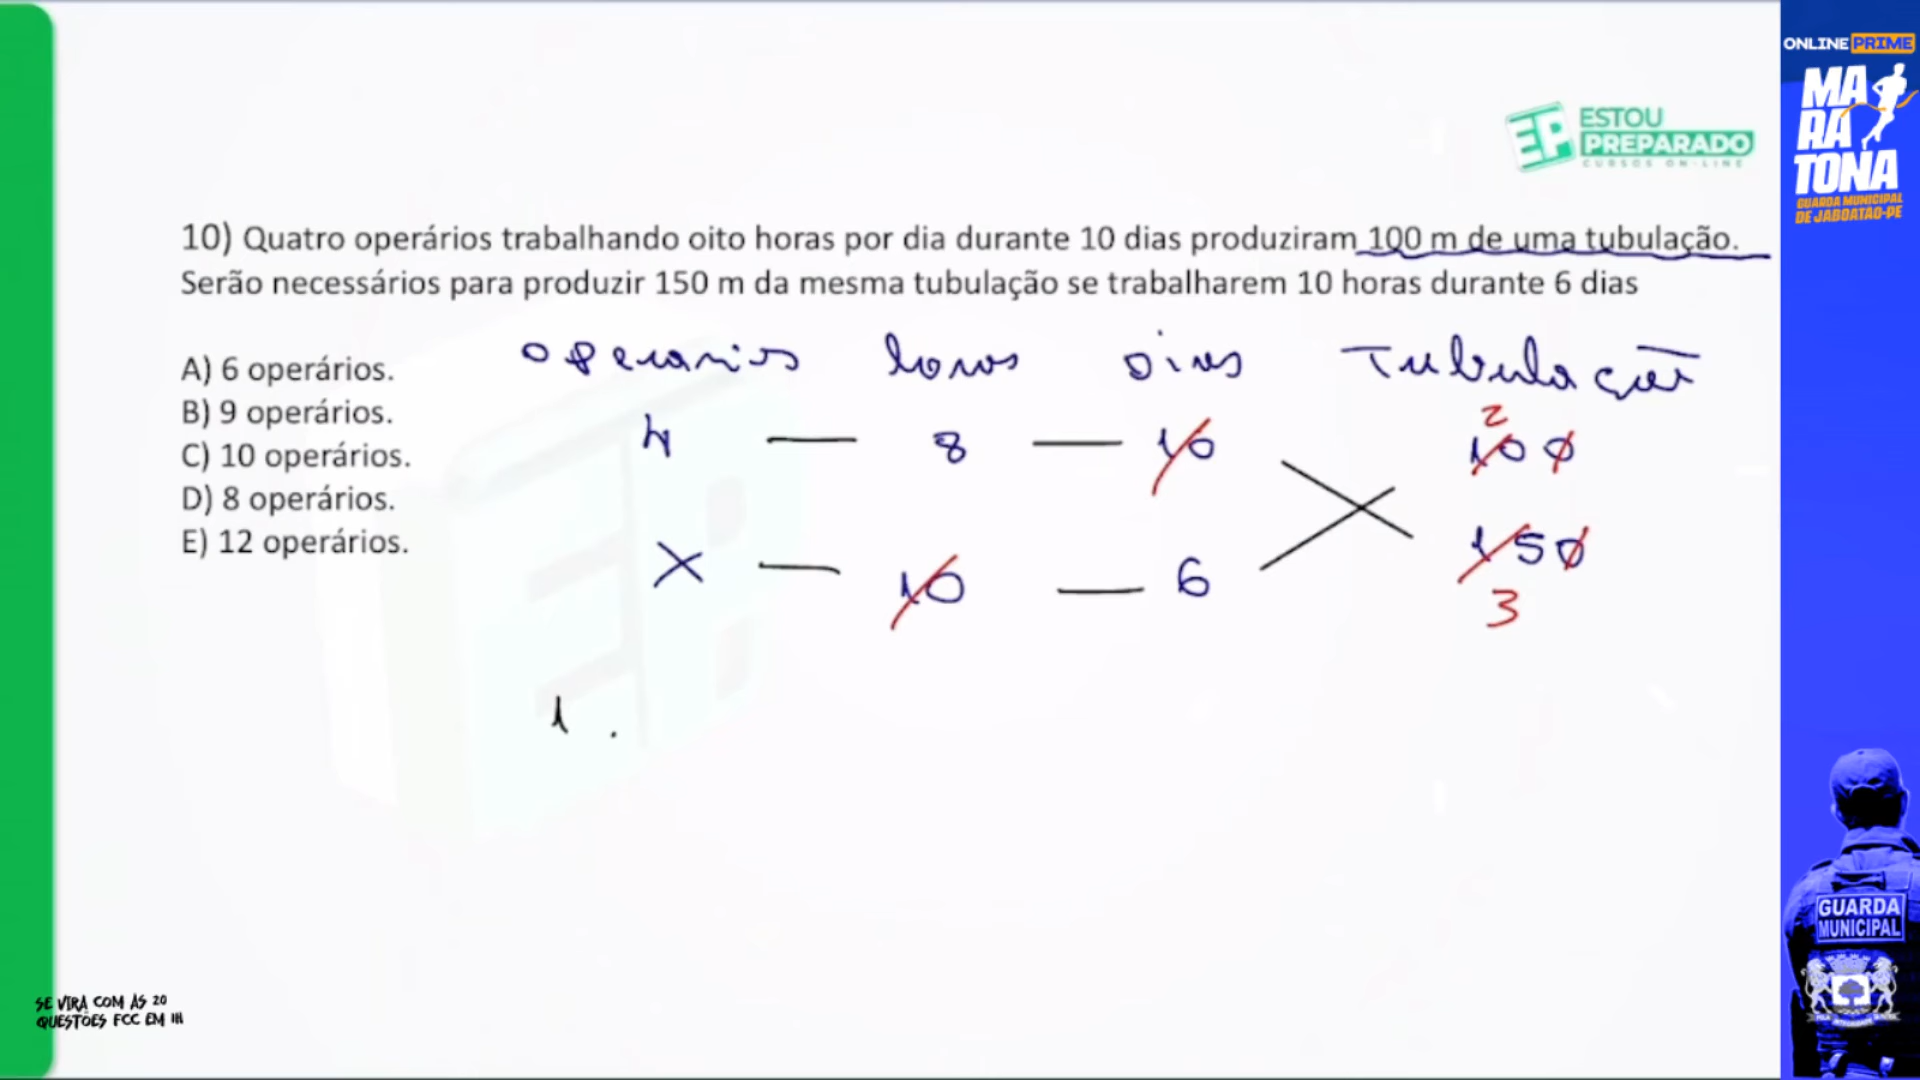 ONLINE PRIME
MA
RA
TONA
GUARDA MUNICIPAL
DE JABOATÃO-PE
EP ESTOU
PREPARADO
CURSOS ON-LINE
10) Quatro operários trabalhando oito horas por dia durante 10 dias produziram 100 m de uma tubulação.
Serão necessários para produzir 150 m da mesma tubulação se trabalharem 10 horas durante 6 dias
A) 6 operários.
B) 9 operários.
C) 10 operários.
D) 8 operários.
E) 12 operários.
operarios horas dias Tubulação
2
4 — 8 — 10 100
x — 10 — 6 150
3
1 .
GUARDA
MUNICIPAL
SE VIRA COM AS 20
QUESTÕES FCC EM 1H